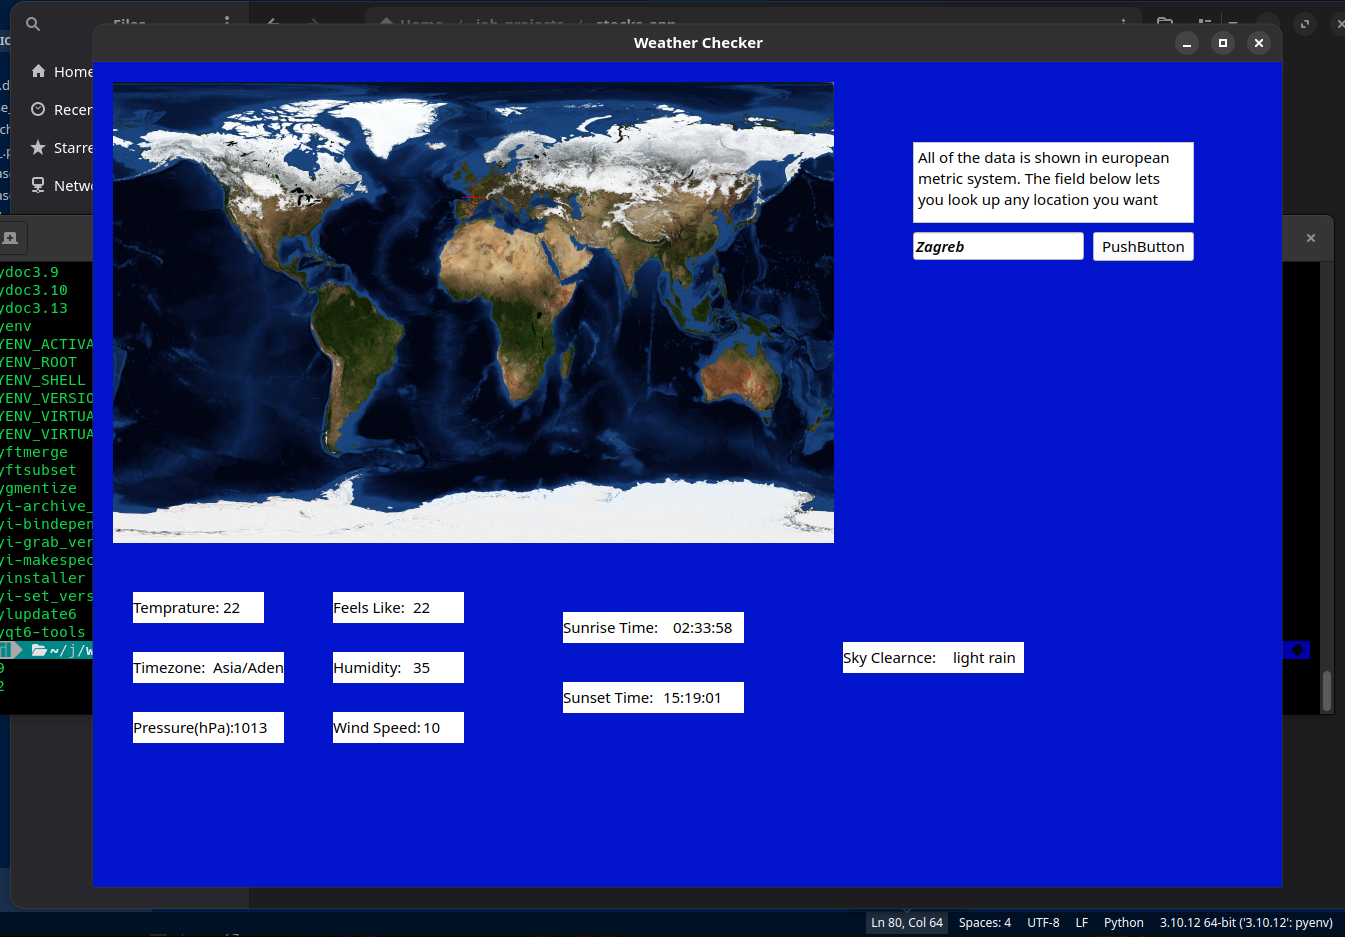 Files
Home / job_projects / stocks_app
Weather Checker
Home
Recen
Starre
Netwo
All of the data is shown in european
metric system. The field below lets
you look up any location you want
Zagreb
PushButton
ydoc3.9
ydoc3.10
ydoc3.13
yenv
YENV_ACTIVA
YENV_ROOT
YENV_SHELL
YENV_VERSIO
YENV_VIRTUA
YENV_VIRTUA
yftmerge
yftsubset
ygmentize
yi-archive_
yi-bindepen
yi-grab_ver
yi-makespec
yinstaller
yi-set_vers
ylupdate6
yqt6-tools
~/j/w
9
2
Temprature: 22
Feels Like: 22
Sunrise Time: 02:33:58
Timezone: Asia/Aden
Humidity: 35
Sky Clearnce: light rain
Sunset Time: 15:19:01
Pressure(hPa):1013
Wind Speed: 10
Ln 80, Col 64
Spaces: 4
UTF-8
LF
Python
3.10.12 64-bit ('3.10.12': pyenv)